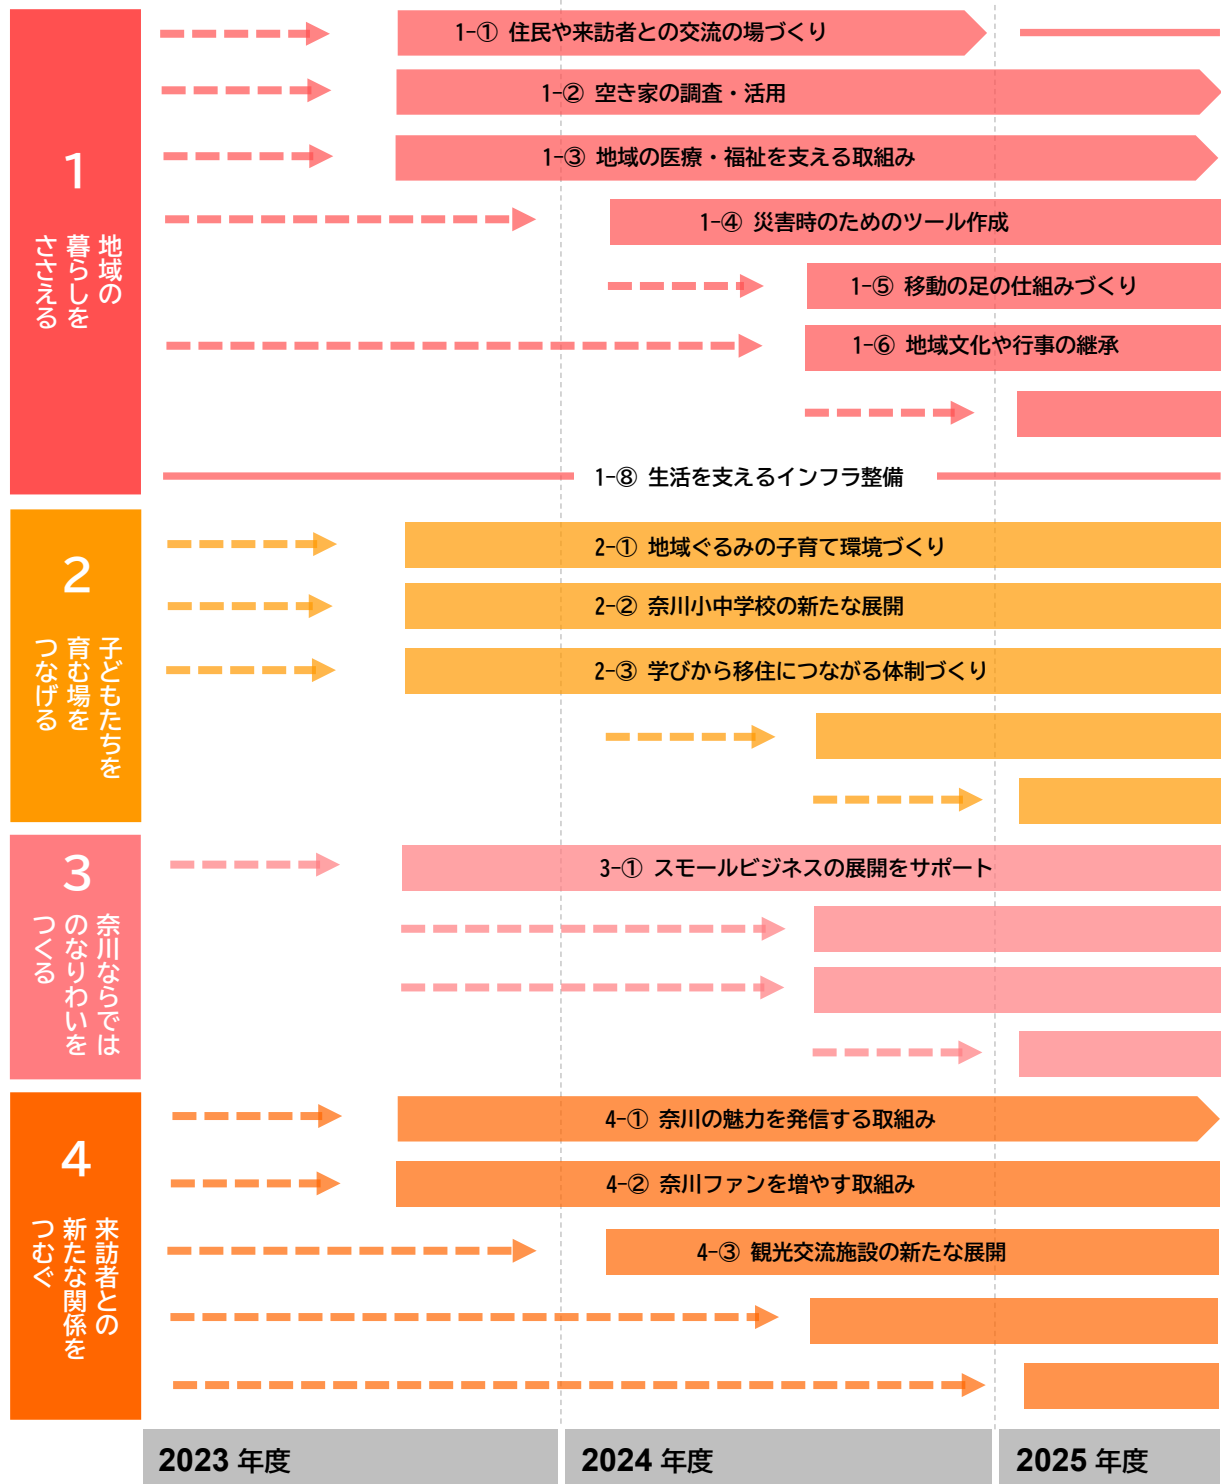 1
地域の
暮らしを
ささえる
1-① 住民や来訪者との交流の場づくり
1-② 空き家の調査・活用
1-③ 地域の医療・福祉を支える取組み
1-④ 災害時のためのツール作成
1-⑤ 移動の足の仕組みづくり
1-⑥ 地域文化や行事の継承
1-⑧ 生活を支えるインフラ整備
2
子どもたちを
育む場を
つなげる
2-① 地域ぐるみの子育て環境づくり
2-② 奈川小中学校の新たな展開
2-③ 学びから移住につながる体制づくり
3
奈川ならでは
のなりわいを
つくる
3-① スモールビジネスの展開をサポート
4
来訪者との
新たな関係を
つむぐ
4-① 奈川の魅力を発信する取組み
4-② 奈川ファンを増やす取組み
4-③ 観光交流施設の新たな展開
2023 年度
2024 年度
2025 年度